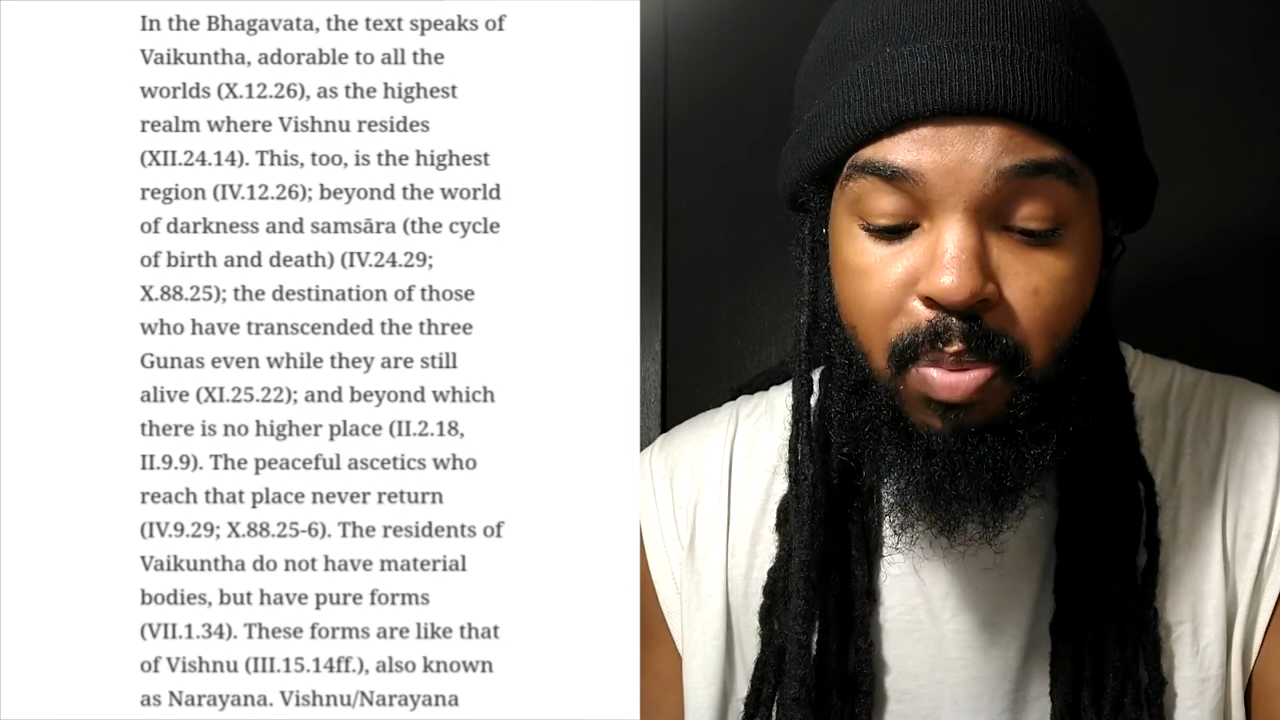 In the Bhagavata, the text speaks of
Vaikuntha, adorable to all the
worlds (X.12.26), as the highest
realm where Vishnu resides
(XII.24.14). This, too, is the highest
region (IV.12.26); beyond the world
of darkness and samsāra (the cycle
of birth and death) (IV.24.29;
X.88.25); the destination of those
who have transcended the three
Gunas even while they are still
alive (XI.25.22); and beyond which
there is no higher place (II.2.18,
II.9.9). The peaceful ascetics who
reach that place never return
(IV.9.29; X.88.25-6). The residents of
Vaikuntha do not have material
bodies, but have pure forms
(VII.1.34). These forms are like that
of Vishnu (III.15.14ff.), also known
as Narayana. Vishnu/Narayana